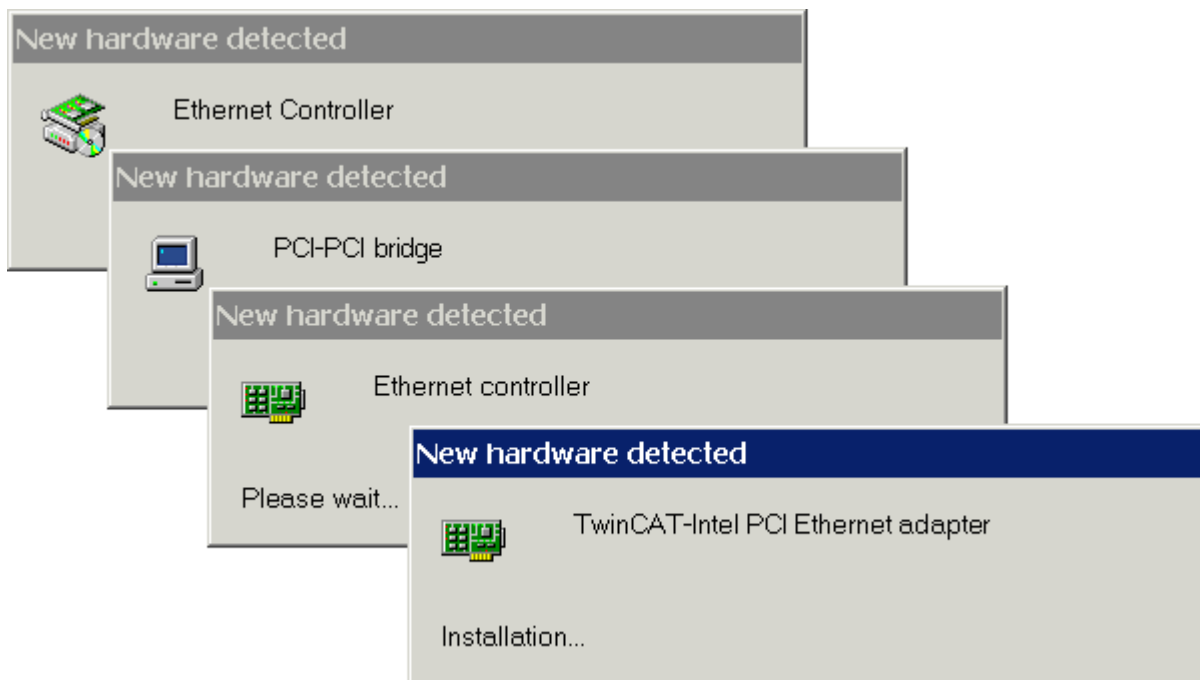 New hardware detected
Ethernet Controller
New hardware detected
PCI-PCI bridge
New hardware detected
Ethernet controller
Please wait...
New hardware detected
TwinCAT-Intel PCI Ethernet adapter
Installation...